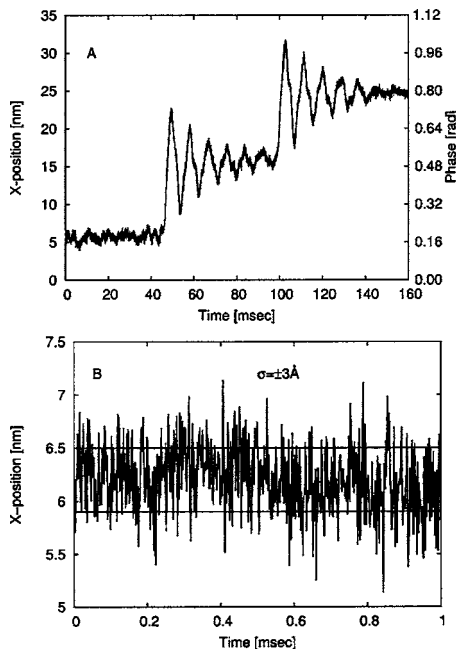 A
X-position [nm]
35
30
25
20
15
10
5
0
1.12
0.96
0.80
0.64
0.48
0.32
0.16
0.00
Phase [rad]
0 20 40 60 80 100 120 140 160
Time [msec]
B
σ=±3Å
X-position [nm]
7.5
7
6.5
6
5.5
5
0 0.2 0.4 0.6 0.8 1
Time [msec]